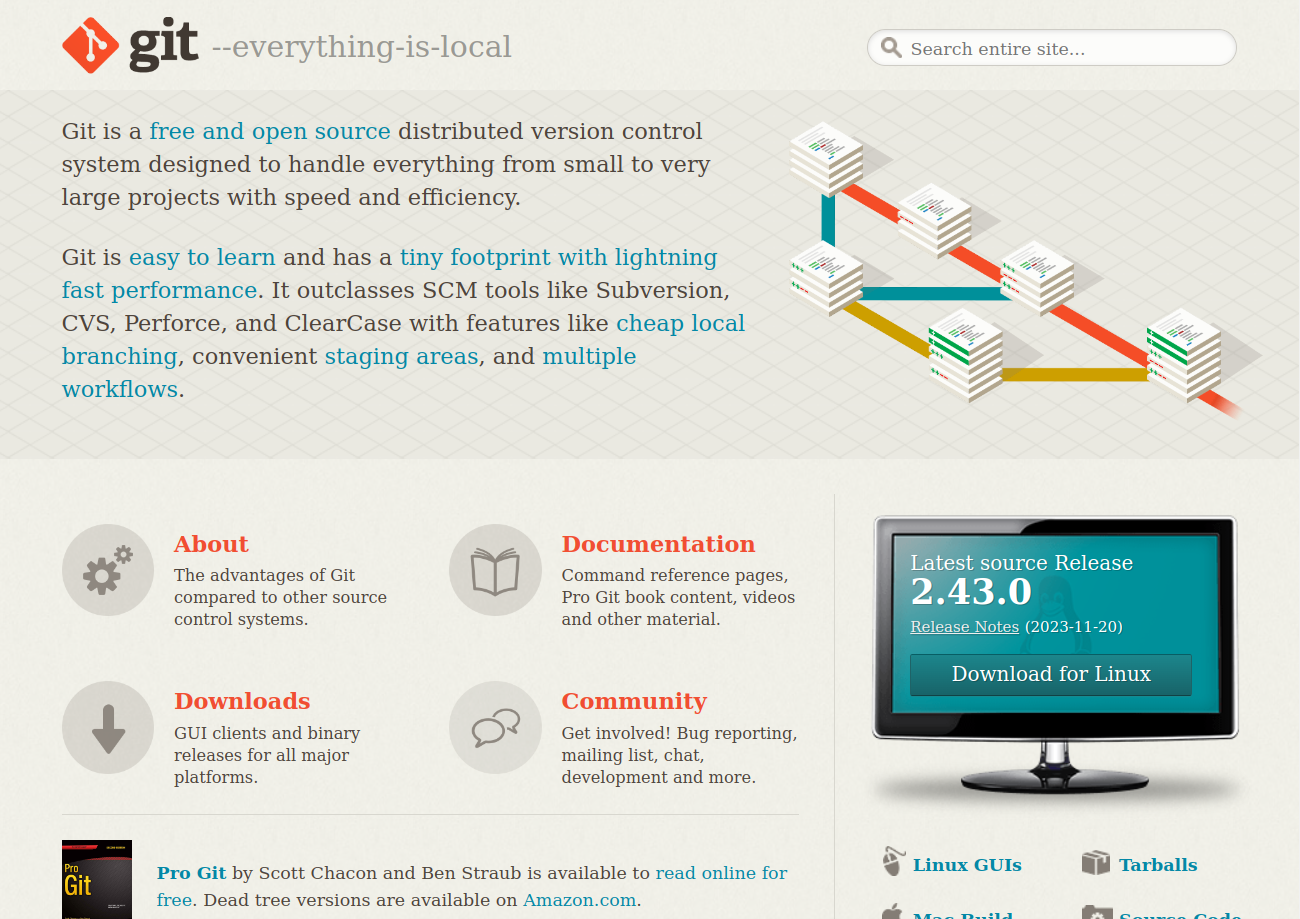 git --everything-is-local
Search entire site...
Git is a free and open source distributed version control
system designed to handle everything from small to very
large projects with speed and efficiency.
Git is easy to learn and has a tiny footprint with lightning
fast performance. It outclasses SCM tools like Subversion,
CVS, Perforce, and ClearCase with features like cheap local
branching, convenient staging areas, and multiple
workflows.
About
The advantages of Git
compared to other source
control systems.
Documentation
Command reference pages,
Pro Git book content, videos
and other material.
Downloads
GUI clients and binary
releases for all major
platforms.
Community
Get involved! Bug reporting,
mailing list, chat,
development and more.
Pro
Git
Pro Git by Scott Chacon and Ben Straub is available to read online for
free. Dead tree versions are available on Amazon.com.
Latest source Release
2.43.0
Release Notes (2023-11-20)
Download for Linux
Linux GUIs
Tarballs
Mac Build
Source Code